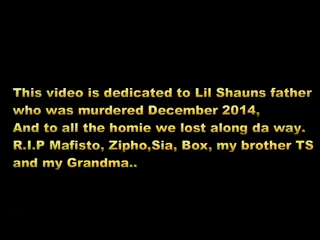 This video is dedicated to Lil Shauns father
who was murdered December 2014,
And to all the homie we lost along da way.
R.I.P Mafisto, Zipho,Sia, Box, my brother TS
and my Grandma..